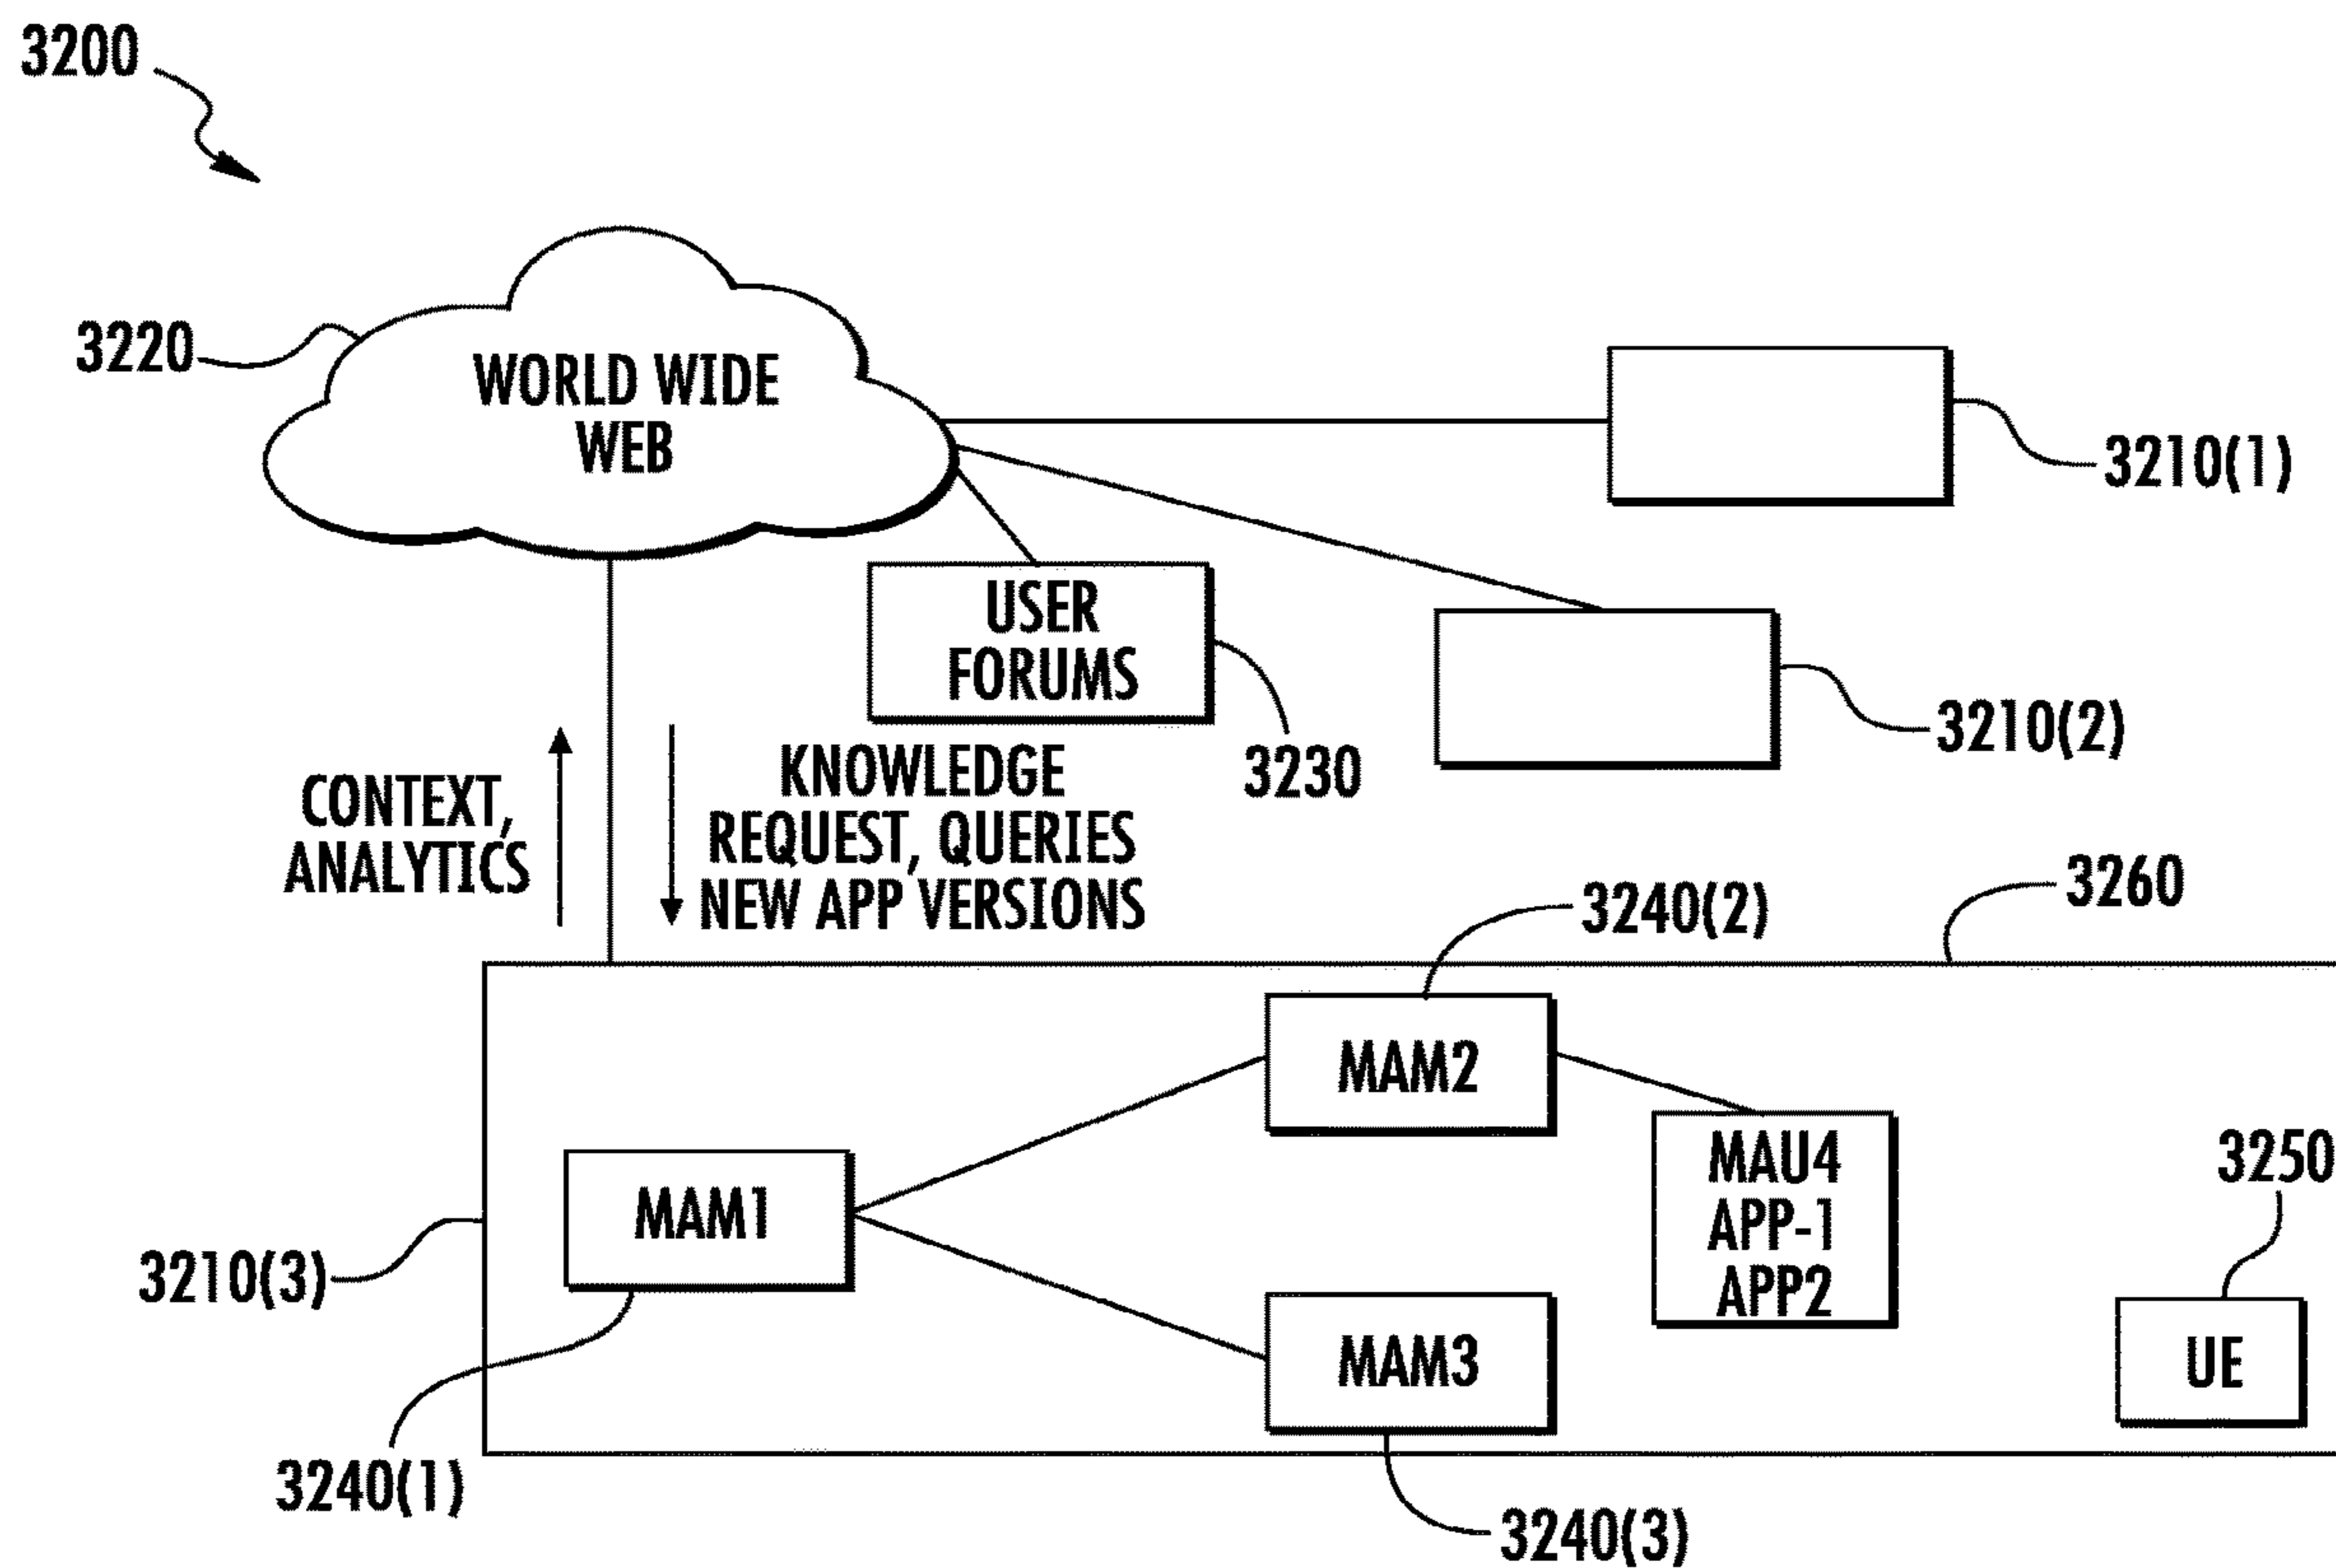 3200
3220
WORLD WIDE
WEB
3210(1)
USER
FORUMS
3230
3210(2)
CONTEXT,
ANALYTICS
KNOWLEDGE
REQUEST, QUERIES
NEW APP VERSIONS
3240(2)
3260
MAM2
MAM1
MAU4
APP-1
APP2
3250
3210(3)
MAM3
UE
3240(1)
3240(3)